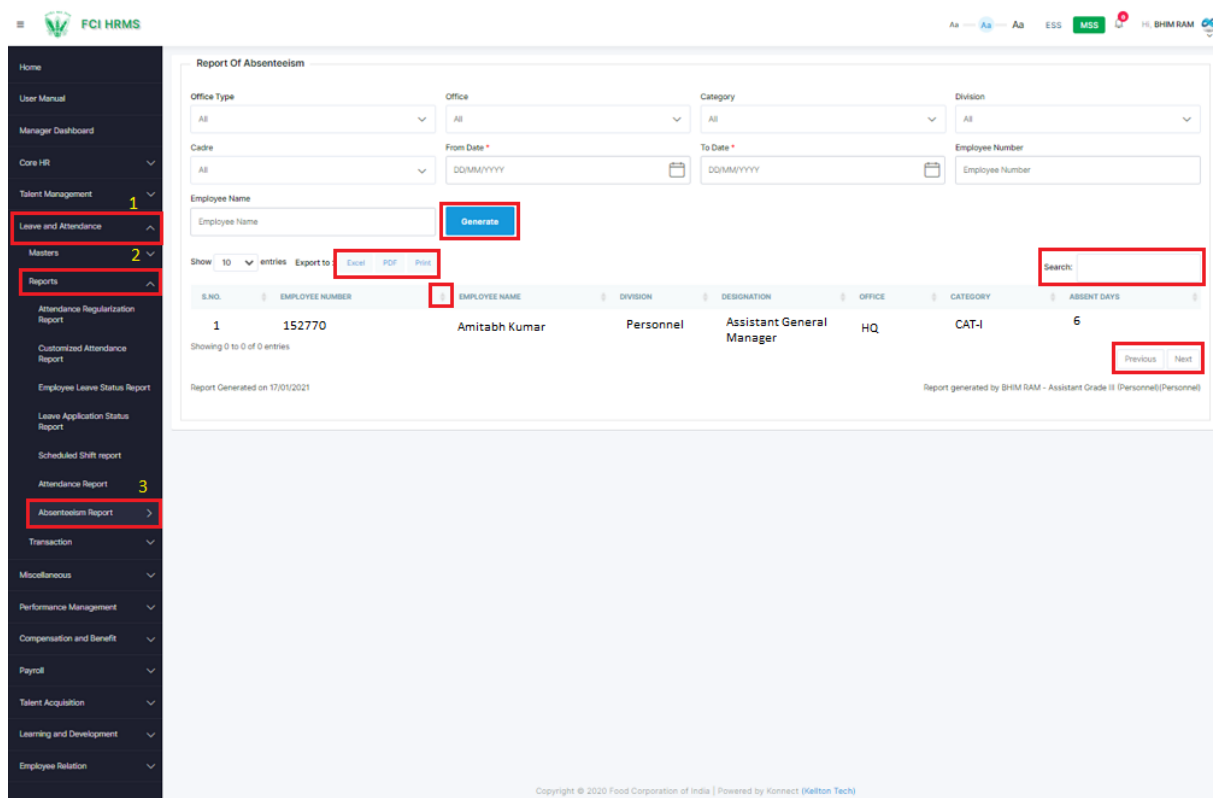 FCI HRMS
Aa Aa Aa ESS MSS 0 Hi, BHIM RAM
Home
User Manual
Manager Dashboard
Core HR
Talent Management
1
Leave and Attendance
2
Masters
Reports
Attendance Regularization
Report
Customized Attendance
Report
Employee Leave Status Report
Leave Application Status
Report
Scheduled Shift report
Attendance Report
3
Absenteeism Report
Transaction
Miscellaneous
Performance Management
Compensation and Benefit
Payroll
Talent Acquisition
Learning and Development
Employee Relation
Report Of Absenteeism
Office Type Office Category Division
All All All All
Cadre From Date * To Date * Employee Number
All DD/MM/YYYY DD/MM/YYYY Employee Number
Employee Name
Employee Name Generate
Show 10 entries Export to : Excel PDF Print Search:
S.NO. EMPLOYEE NUMBER EMPLOYEE NAME DIVISION DESIGNATION OFFICE CATEGORY ABSENT DAYS
1 152770 Amitabh Kumar Personnel Assistant General HQ CAT-I 6
Manager
Showing 0 to 0 of 0 entries
Previous Next
Report Generated on 17/01/2021 Report generated by BHIM RAM - Assistant Grade III (Personnel)(Personnel)
Copyright © 2020 Food Corporation of India | Powered by Konnect (Kellton Tech)